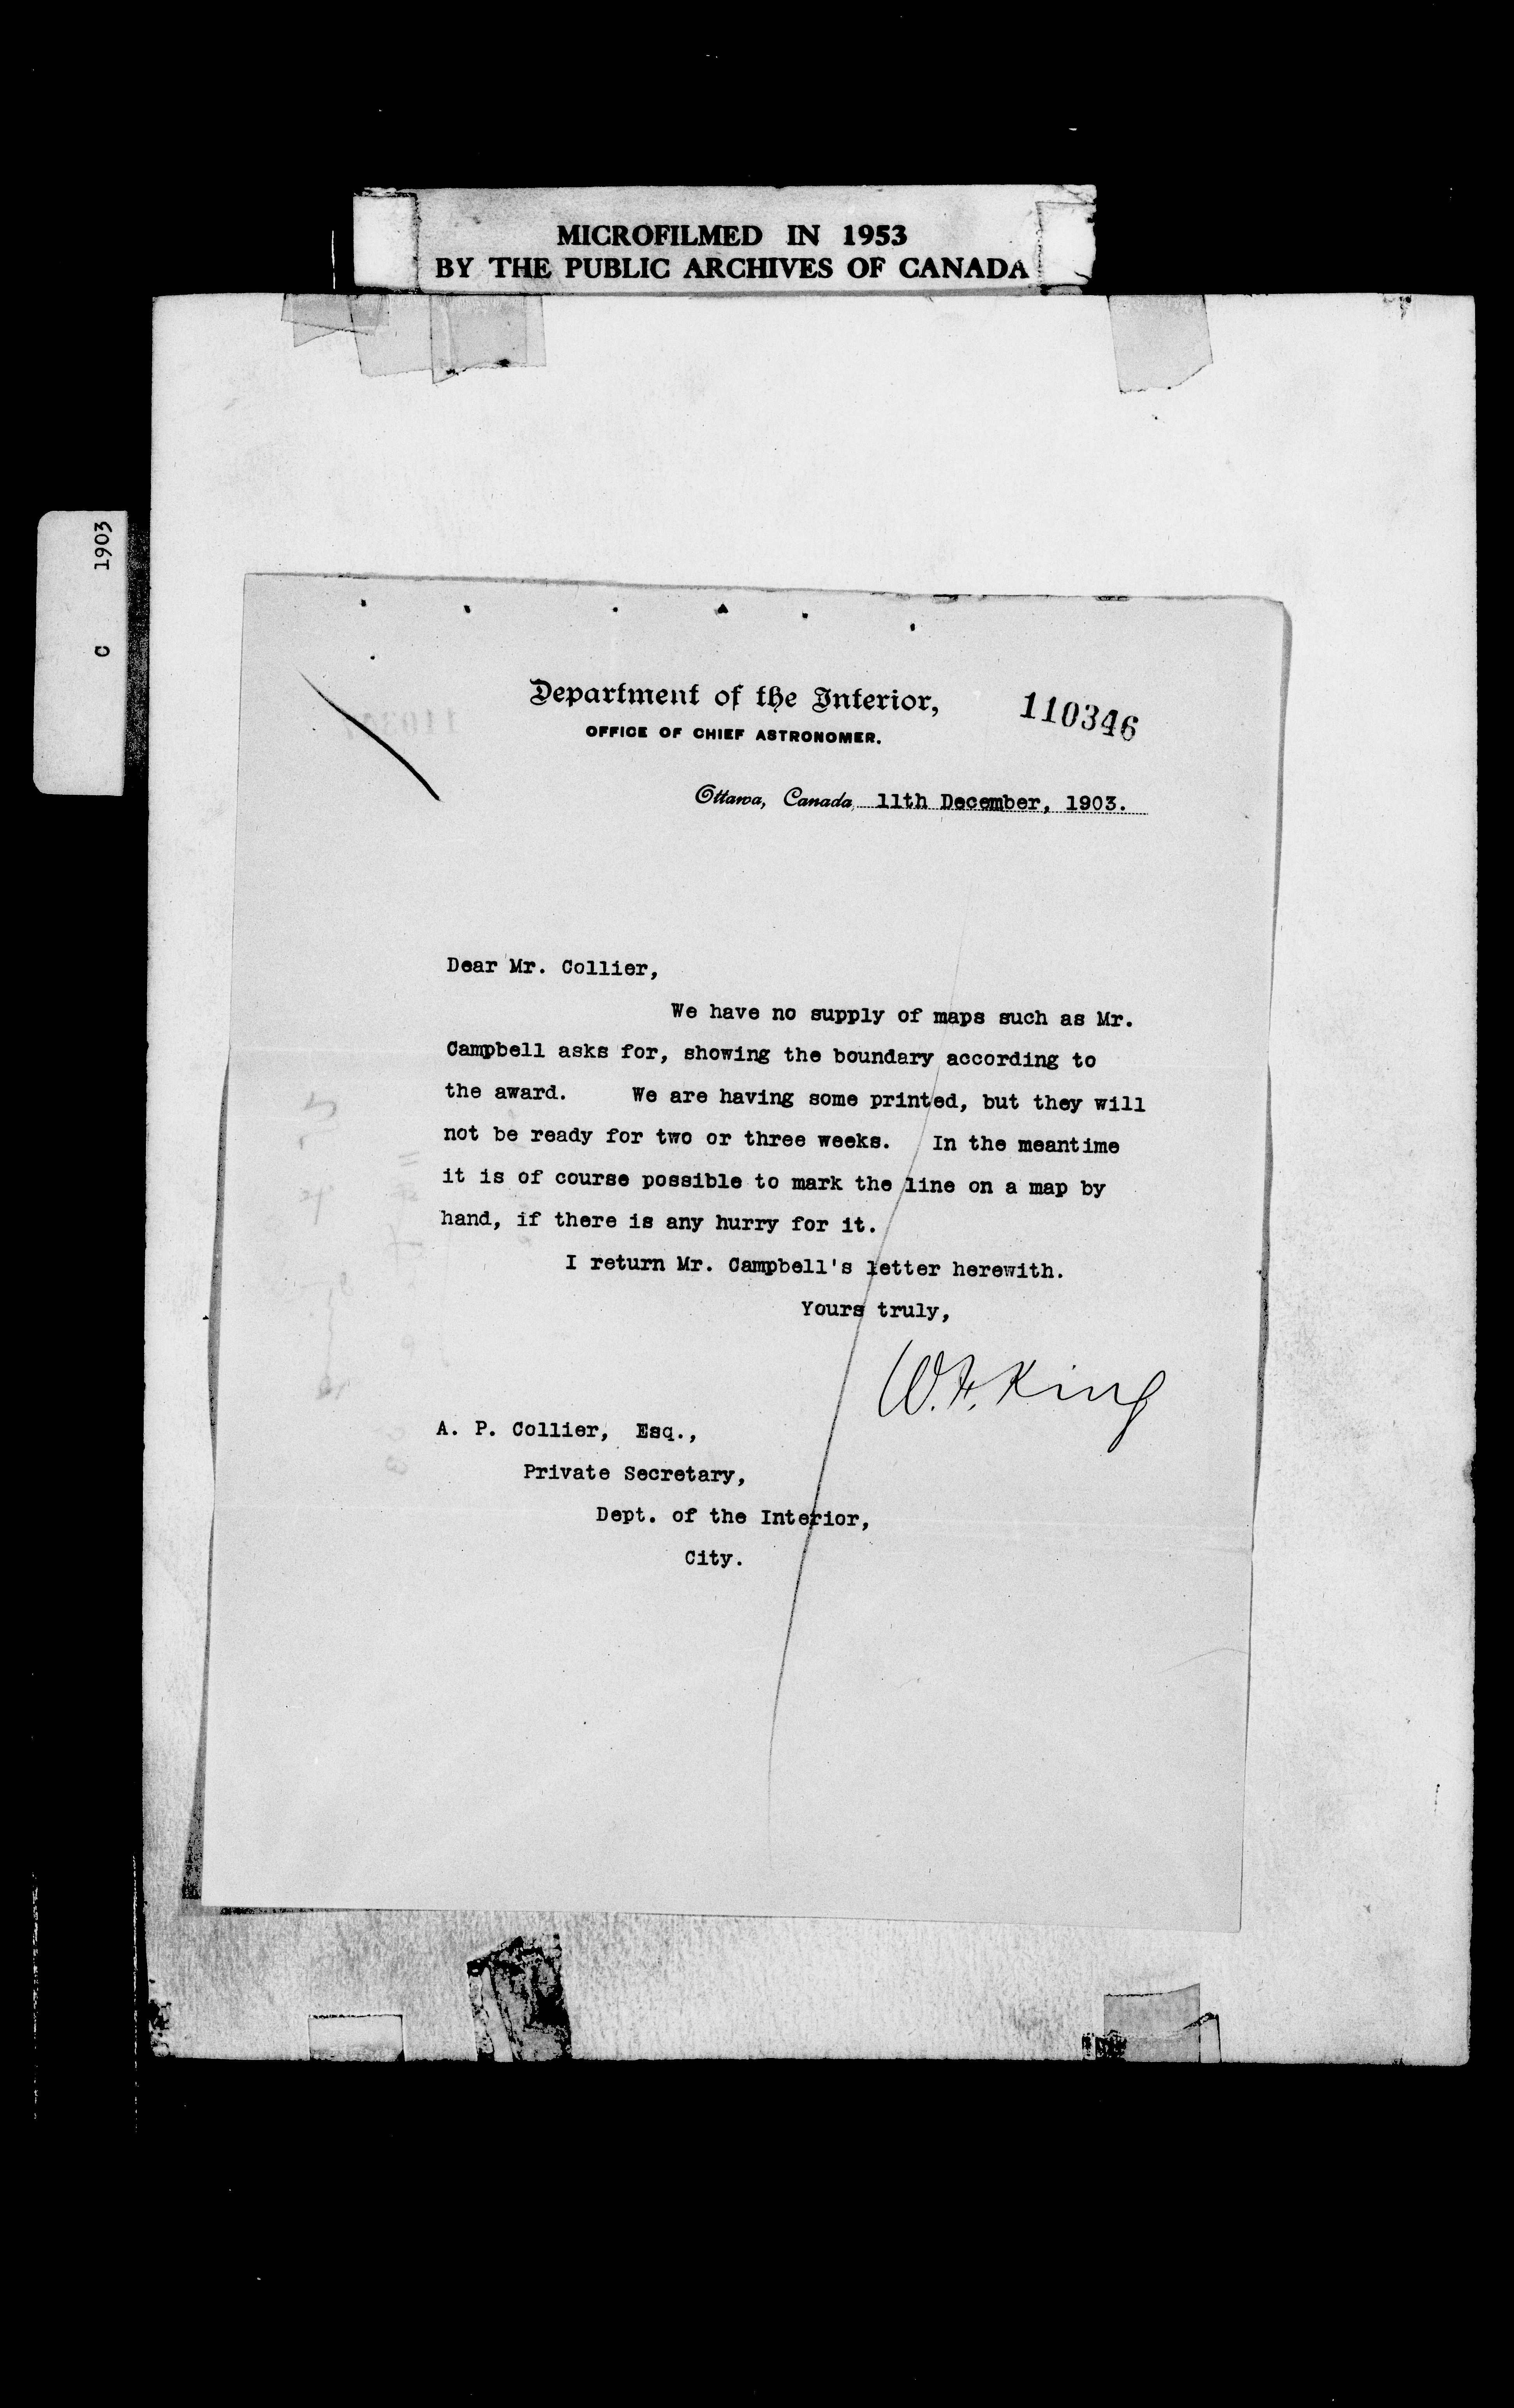 MICROFILMED IN 1953
BY THE PUBLIC ARCHIVES OF CANADA
C 1903
Department of the Interior,
110346
OFFICE OF CHIEF ASTRONOMER.
Ottawa, Canada, 11th December, 1903.
Dear Mr. Collier,
We have no supply of maps such as Mr.
Campbell asks for, showing the boundary according to
the award. We are having some printed, but they will
not be ready for two or three weeks. In the meantime
it is of course possible to mark the line on a map by
hand, if there is any hurry for it.
I return Mr. Campbell's letter herewith.
Yours truly,
W. F. King
A. P. Collier, Esq.,
Private Secretary,
Dept. of the Interior,
City.